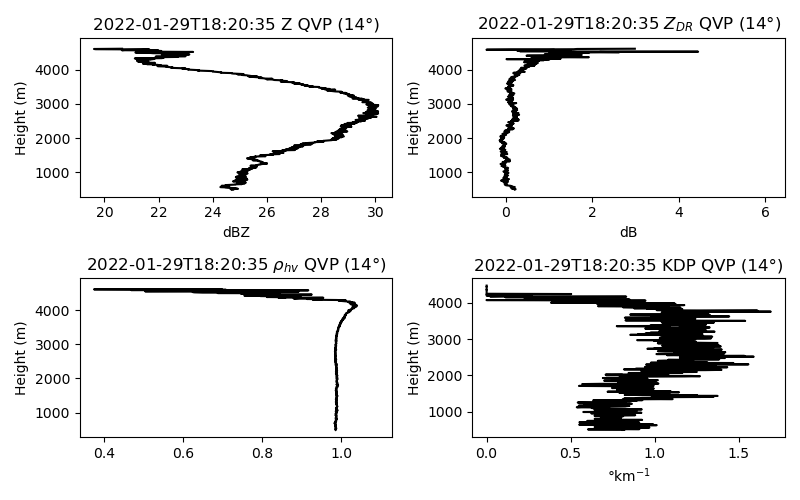 2022-01-29T18:20:35 Z QVP (14°)
4000
3000
2000
1000
Height (m)
20 22 24 26 28 30
dBZ
2022-01-29T18:20:35 Z_DR QVP (14°)
4000
3000
2000
1000
Height (m)
0 2 4 6
dB
2022-01-29T18:20:35 ρ_hv QVP (14°)
4000
3000
2000
1000
Height (m)
0.4 0.6 0.8 1.0
2022-01-29T18:20:35 KDP QVP (14°)
4000
3000
2000
1000
Height (m)
0.0 0.5 1.0 1.5
°km⁻¹